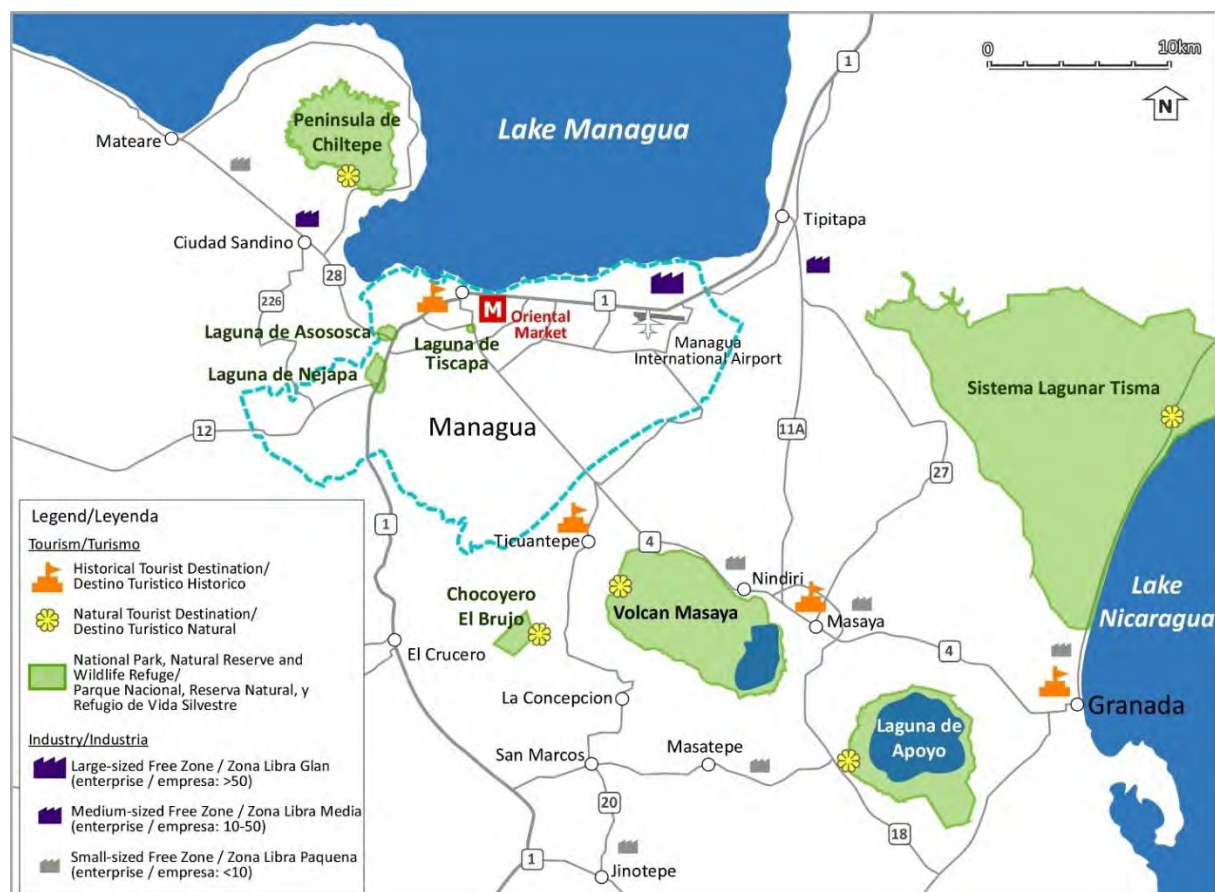 Lake Managua
0
10km
N
1
Peninsula de
Chiltepe
Mateare
Tipitapa
Ciudad Sandino
28
226
1
M
Oriental
Market
Laguna de Asososca
Laguna de
Tiscapa
Managua
International Airport
Laguna de Nejapa
Sistema Lagunar Tisma
Managua
12
11A
27
1
Ticuantepe
4
Nindiri
Volcan Masaya
Masaya
Lake
Nicaragua
Chocoyero
El Brujo
El Crucero
4
La Concepcion
Granada
Laguna de
Apoyo
San Marcos
Masatepe
20
18
1
Jinotepe
Legend/Leyenda
Tourism/Turismo
Historical Tourist Destination/
Destino Turistico Historico
Natural Tourist Destination/
Destino Turistico Natural
National Park, Natural Reserve and
Wildlife Refuge/
Parque Nacional, Reserva Natural, y
Refugio de Vida Silvestre
Industry/Industria
Large-sized Free Zone / Zona Libra Glan
(enterprise / empresa: >50)
Medium-sized Free Zone / Zona Libra Media
(enterprise / empresa: 10-50)
Small-sized Free Zone / Zona Libra Paquena
(enterprise / empresa: <10)